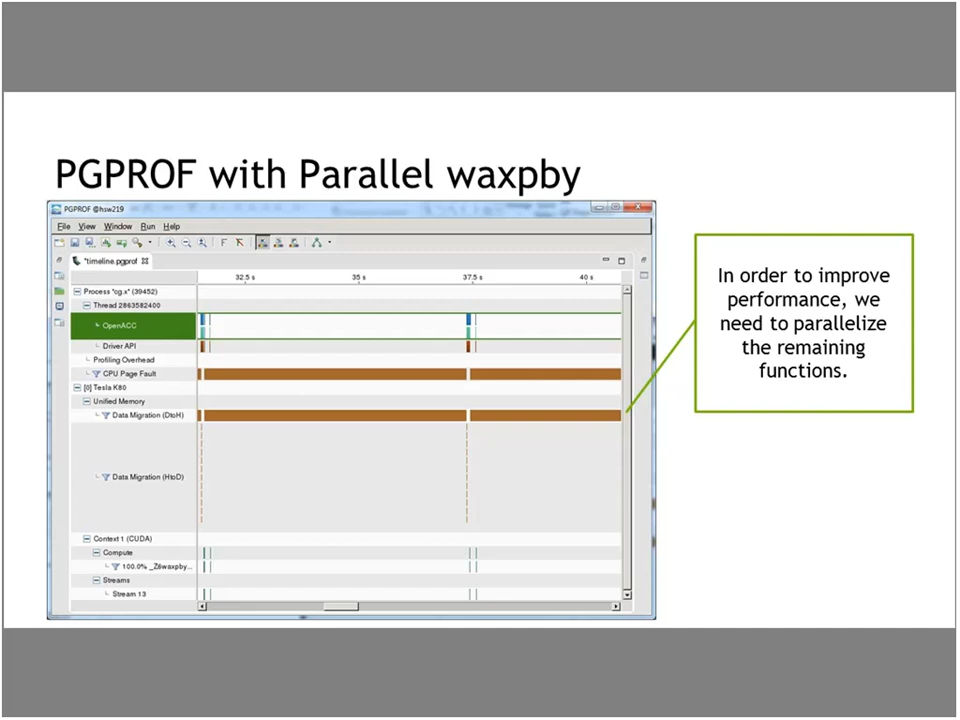 PGPROF with Parallel waxpby
PGPROF @hsw219
File View Window Run Help
*timeline.pgprof
32.5 s 35 s 37.5 s 40 s
Process "cg.x" (39452)
Thread 2863582400
OpenACC
Driver API
Profiling Overhead
CPU Page Fault
[0] Tesla K80
Unified Memory
Data Migration (DtoH)
Data Migration (HtoD)
Context 1 (CUDA)
Compute
100.0% _Z6waxpby...
Streams
Stream 13
In order to improve
performance, we
need to parallelize
the remaining
functions.